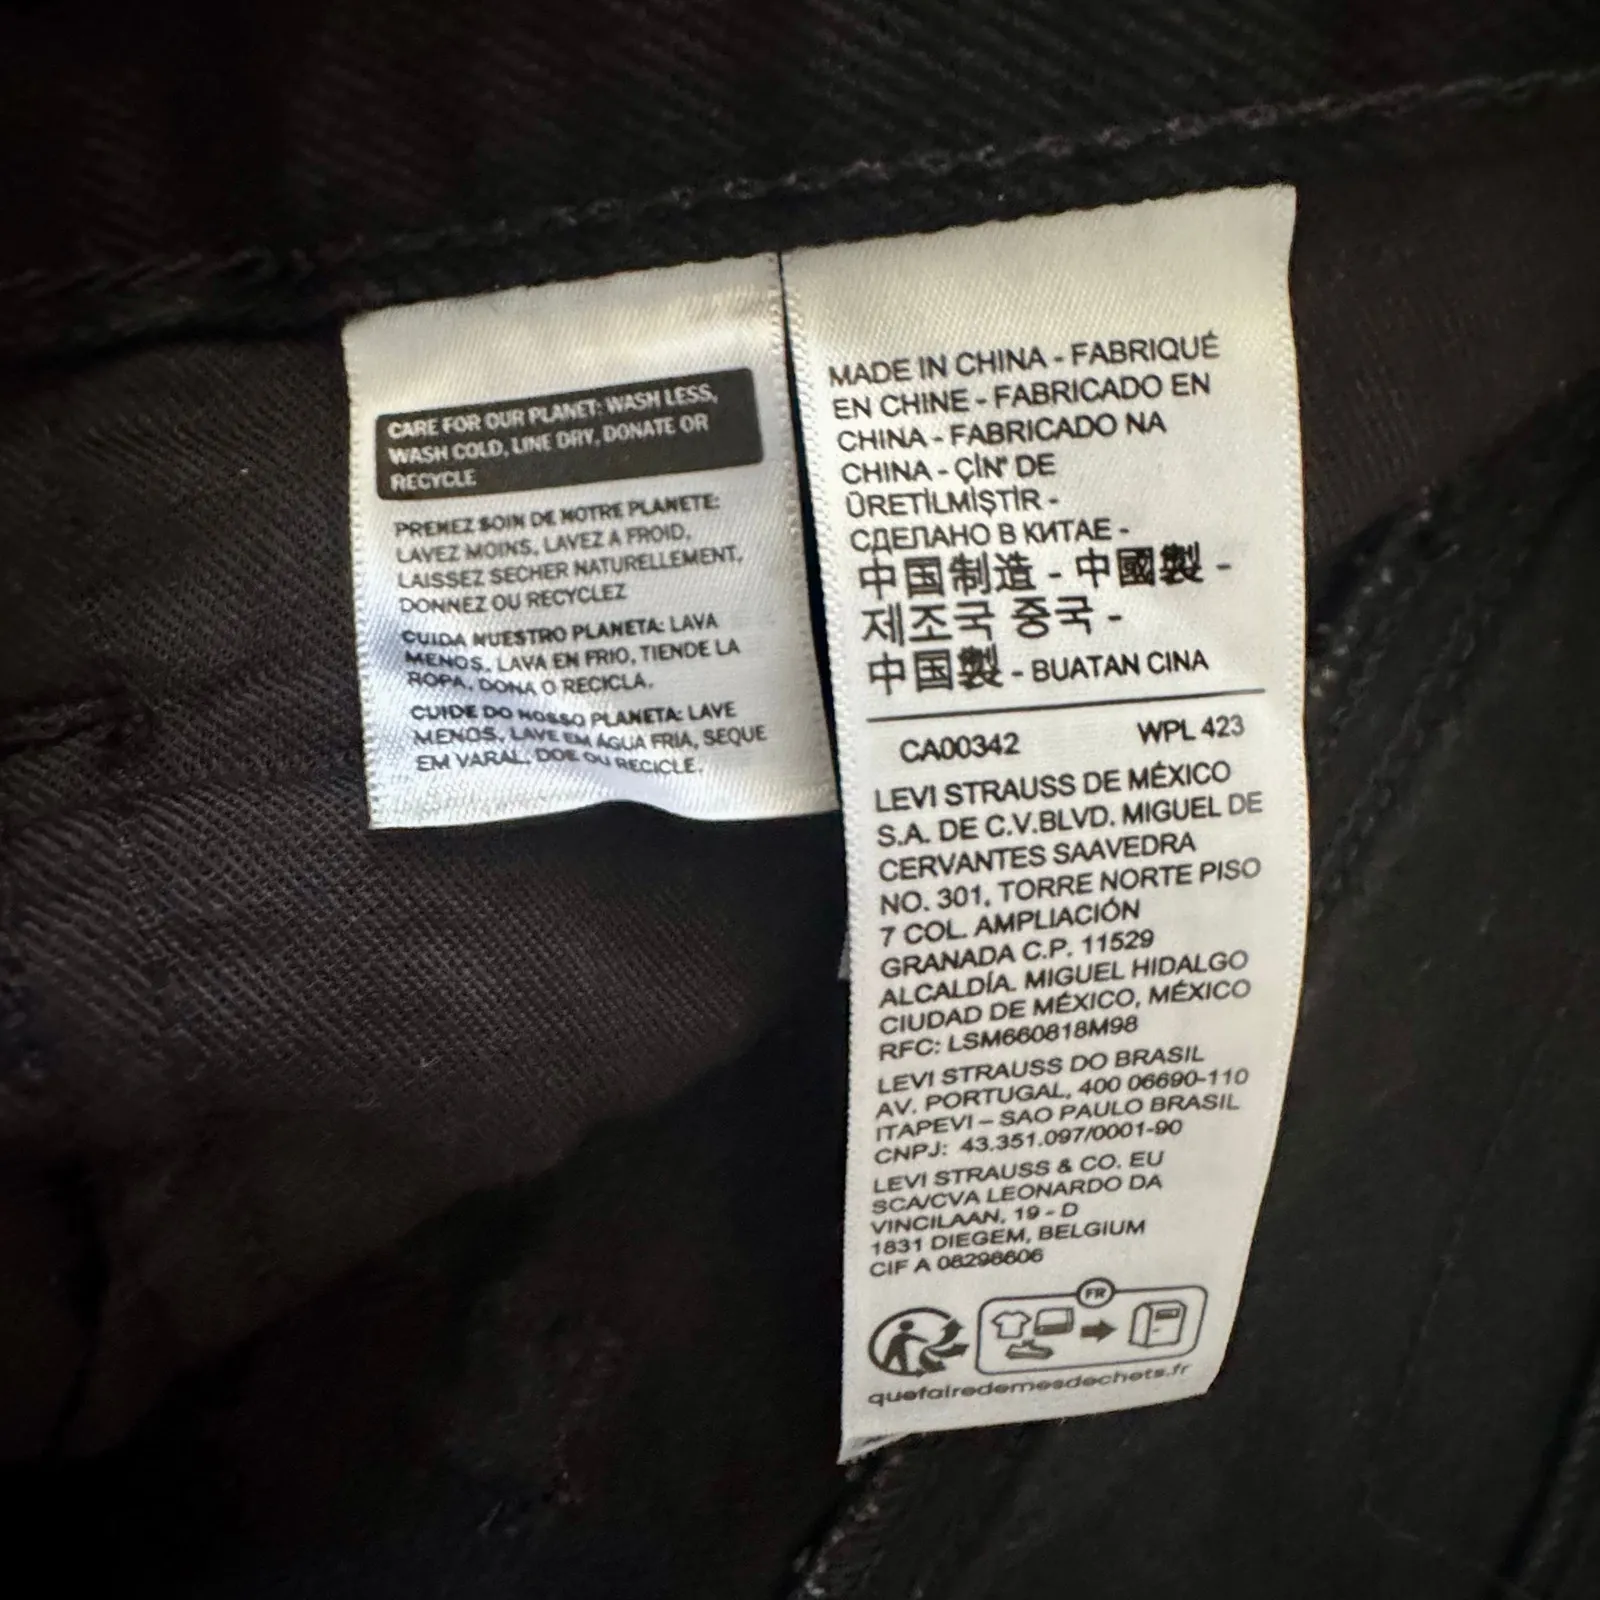 CARE FOR OUR PLANET: WASH LESS,
WASH COLD, LINE DRY, DONATE OR
RECYCLE
PRENEZ SOIN DE NOTRE PLANETE:
LAVEZ MOINS, LAVEZ A FROID,
LAISSEZ SECHER NATURELLEMENT,
DONNEZ OU RECYCLEZ
CUIDA NUESTRO PLANETA: LAVA
MENOS, LAVA EN FRIO, TIENDE LA
ROPA, DONA O RECICLA.
CUIDE DO NOSSO PLANETA: LAVE
MENOS, LAVE EM ÁGUA FRIA, SEQUE
EM VARAL, DOE OU RECICLE.
MADE IN CHINA - FABRIQUÉ
EN CHINE - FABRICADO EN
CHINA - FABRICADO NA
CHINA - ÇİN' DE
ÜRETİLMİŞTİR -
СДЕЛАНО В КИТАЕ -
中国制造 - 中國製 -
제조국 중국 -
中国製 - BUATAN CINA
CA00342 WPL 423
LEVI STRAUSS DE MÉXICO
S.A. DE C.V.BLVD. MIGUEL DE
CERVANTES SAAVEDRA
NO. 301, TORRE NORTE PISO
7 COL. AMPLIACIÓN
GRANADA C.P. 11529
ALCALDÍA. MIGUEL HIDALGO
CIUDAD DE MÉXICO, MÉXICO
RFC: LSM660818M98
LEVI STRAUSS DO BRASIL
AV. PORTUGAL, 400 06690-110
ITAPEVI – SAO PAULO BRASIL
CNPJ: 43.351.097/0001-90
LEVI STRAUSS & CO. EU
SCA/CVA LEONARDO DA
VINCILAAN, 19 - D
1831 DIEGEM, BELGIUM
CIF A 08298606
FR
quefairedemesdechets.fr